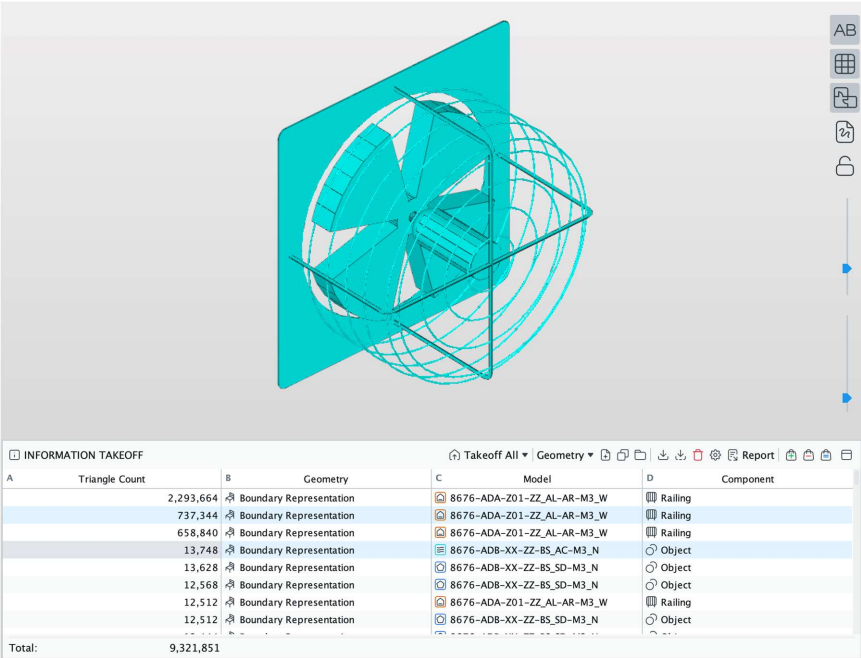 AB
INFORMATION TAKEOFF Takeoff All Geometry Report
A Triangle Count B Geometry C Model D Component
2,293,664 Boundary Representation 8676-ADA-Z01-ZZ_AL-AR-M3_W Railing
737,344 Boundary Representation 8676-ADA-Z01-ZZ_AL-AR-M3_W Railing
658,840 Boundary Representation 8676-ADA-Z01-ZZ_AL-AR-M3_W Railing
13,748 Boundary Representation 8676-ADB-XX-ZZ-BS_AC-M3_N Object
13,628 Boundary Representation 8676-ADB-XX-ZZ-BS_SD-M3_N Object
12,568 Boundary Representation 8676-ADB-XX-ZZ-BS_SD-M3_N Object
12,512 Boundary Representation 8676-ADA-Z01-ZZ_AL-AR-M3_W Railing
12,512 Boundary Representation 8676-ADB-XX-ZZ-BS_SD-M3_N Object
Total: 9,321,851